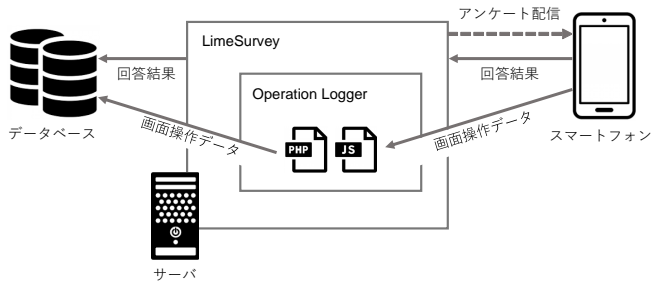 アンケート配信
LimeSurvey
回答結果
回答結果
Operation Logger
データベース
画面操作データ
画面操作データ
スマートフォン
PHP
JS
サーバ